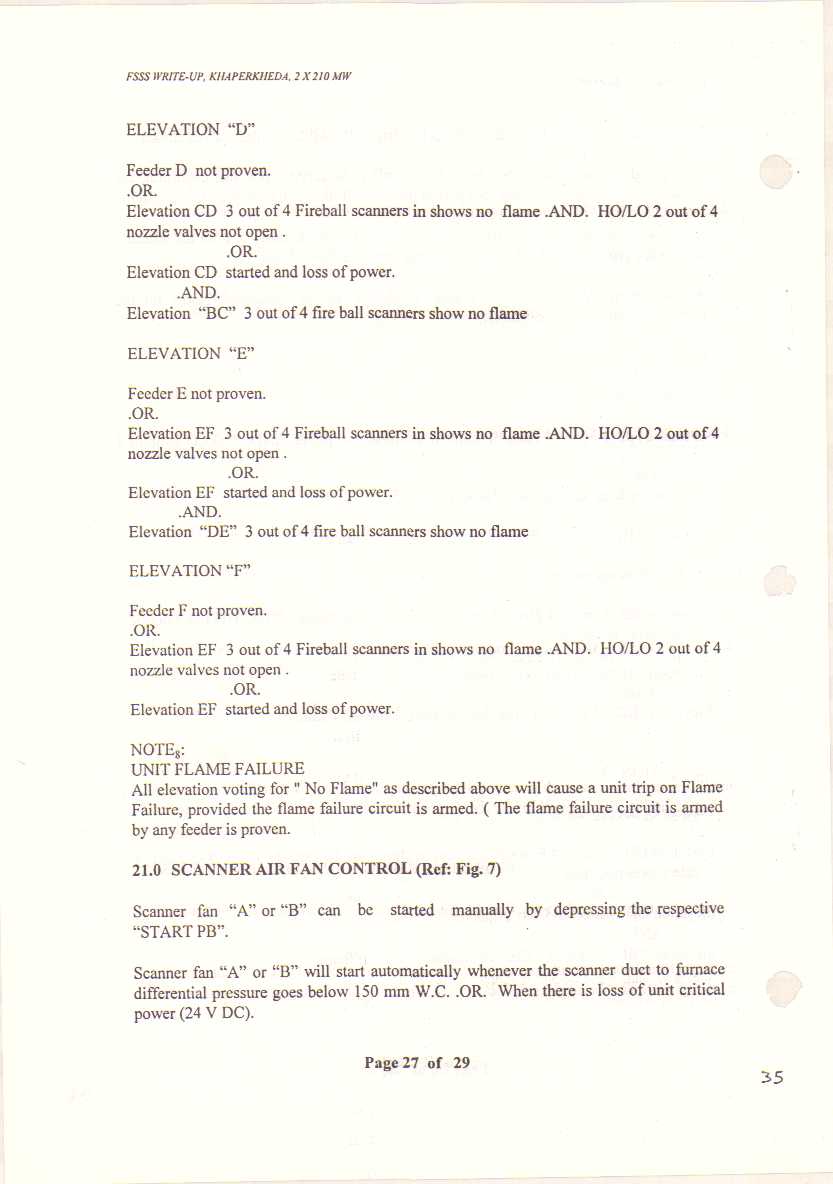 FSSS WRITE-UP, KHAPERKHEDA, 2 X 210 MW
ELEVATION “D”
Feeder D not proven.
.OR.
Elevation CD 3 out of 4 Fireball scanners in shows no flame .AND. HO/LO 2 out of 4
nozzle valves not open .
.OR.
Elevation CD started and loss of power.
.AND.
Elevation “BC” 3 out of 4 fire ball scanners show no flame
ELEVATION “E”
Feeder E not proven.
.OR.
Elevation EF 3 out of 4 Fireball scanners in shows no flame .AND. HO/LO 2 out of 4
nozzle valves not open .
.OR.
Elevation EF started and loss of power.
.AND.
Elevation “DE” 3 out of 4 fire ball scanners show no flame
ELEVATION “F”
Feeder F not proven.
.OR.
Elevation EF 3 out of 4 Fireball scanners in shows no flame .AND. HO/LO 2 out of 4
nozzle valves not open .
.OR.
Elevation EF started and loss of power.
NOTE8:
UNIT FLAME FAILURE
All elevation voting for " No Flame" as described above will cause a unit trip on Flame
Failure, provided the flame failure circuit is armed. ( The flame failure circuit is armed
by any feeder is proven.
21.0 SCANNER AIR FAN CONTROL (Ref: Fig. 7)
Scanner fan “A” or “B” can be started manually by depressing the respective
“START PB”.
Scanner fan “A” or “B” will start automatically whenever the scanner duct to furnace
differential pressure goes below 150 mm W.C. .OR. When there is loss of unit critical
power (24 V DC).
Page 27 of 29
35